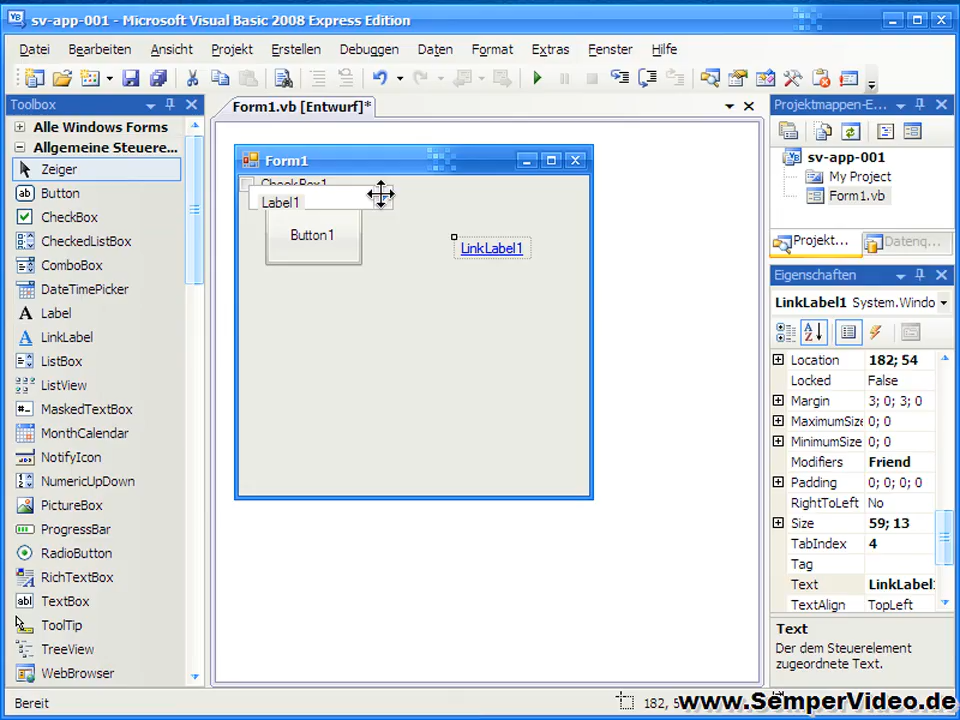 sv-app-001 - Microsoft Visual Basic 2008 Express Edition
Datei Bearbeiten Ansicht Projekt Erstellen Debuggen Daten Format Extras Fenster Hilfe
Toolbox
Alle Windows Forms
Allgemeine Steuere...
Zeiger
Button
CheckBox
CheckedListBox
ComboBox
DateTimePicker
Label
LinkLabel
ListBox
ListView
MaskedTextBox
MonthCalendar
NotifyIcon
NumericUpDown
PictureBox
ProgressBar
RadioButton
RichTextBox
TextBox
ToolTip
TreeView
WebBrowser
Form1.vb [Entwurf]*
Form1
CheckBox1
Label1
Button1
LinkLabel1
Projektmappen-E...
sv-app-001
My Project
Form1.vb
Projekt... Datenq...
Eigenschaften
LinkLabel1 System.Windo
Location 182; 54
Locked False
Margin 3; 0; 3; 0
MaximumSize 0; 0
MinimumSize 0; 0
Modifiers Friend
Padding 0; 0; 0; 0
RightToLeft No
Size 59; 13
TabIndex 4
Tag
Text LinkLabel
TextAlign TopLeft
Text
Der dem Steuerelement
zugeordnete Text.
Bereit
182, 5
www.SemperVideo.de